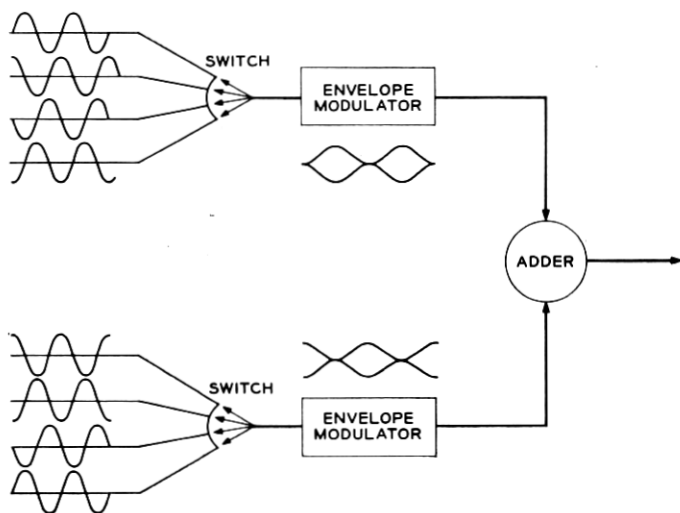 SWITCH
ENVELOPE
MODULATOR
ADDER
SWITCH
ENVELOPE
MODULATOR